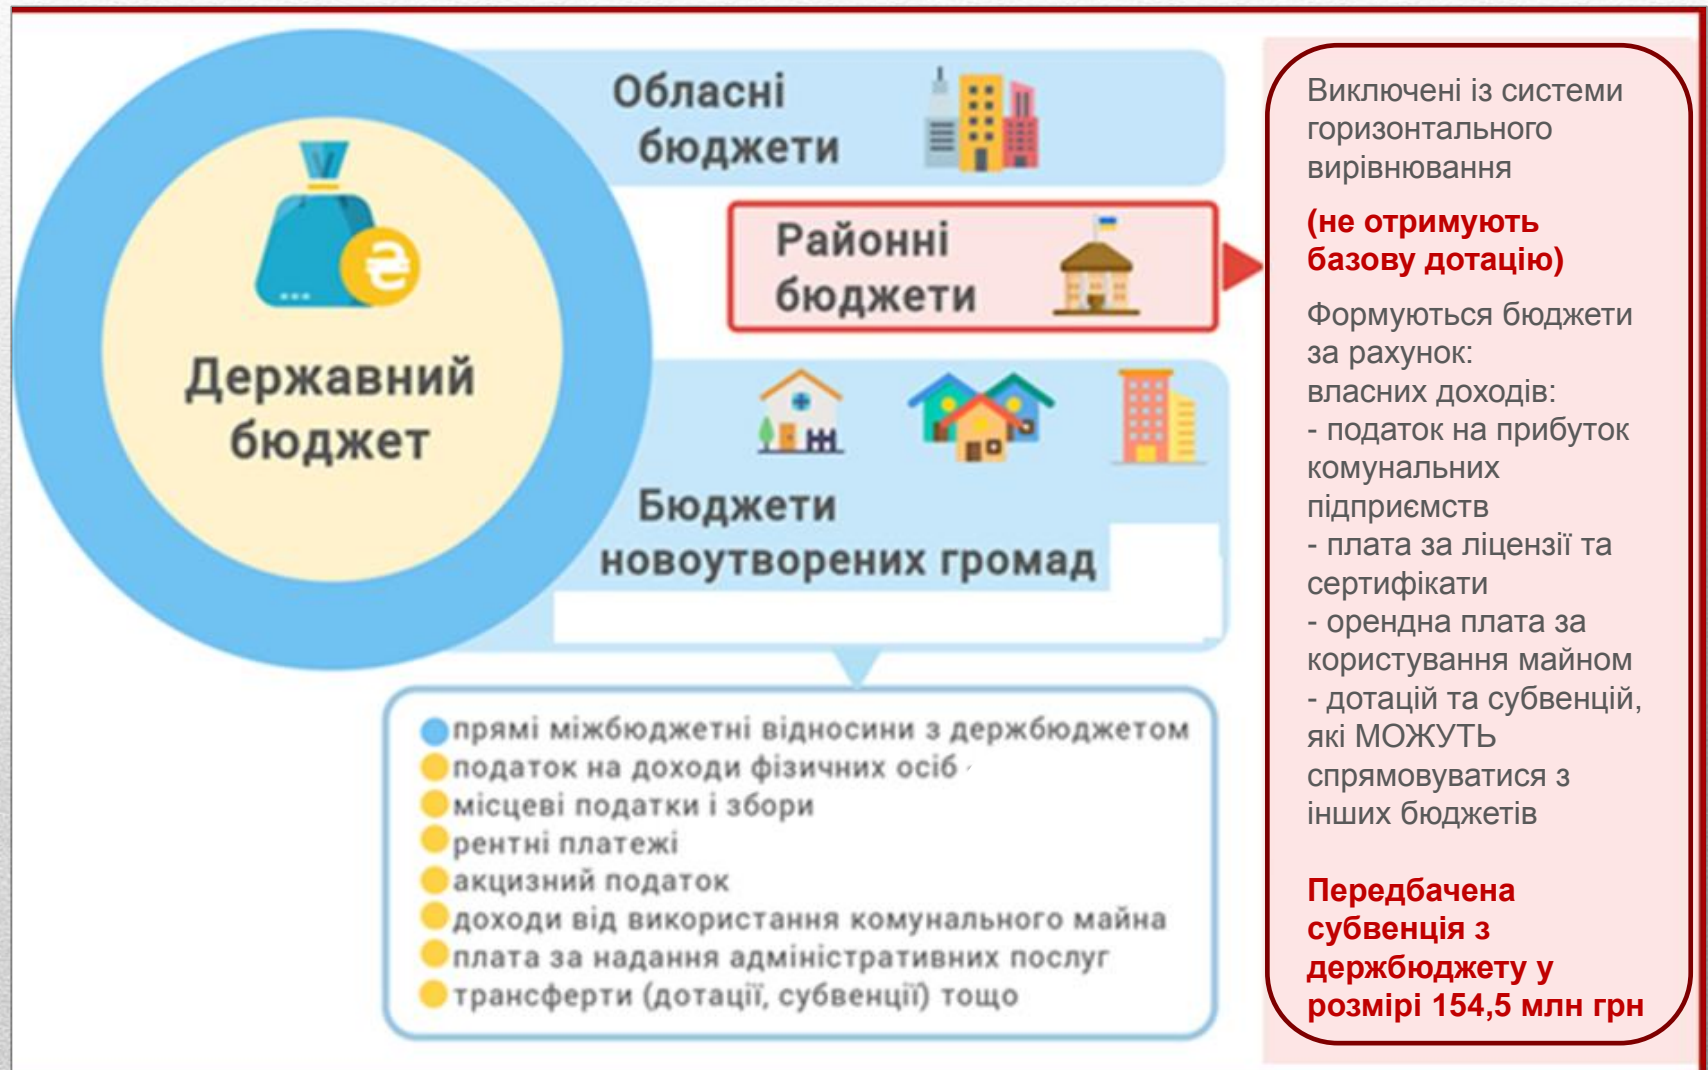 Державний
бюджет
Обласні
бюджети
Районні
бюджети
Бюджети
новоутворених громад
прямі міжбюджетні відносини з держбюджетом
податок на доходи фізичних осіб
місцеві податки і збори
рентні платежі
акцизний податок
доходи від використання комунального майна
плата за надання адміністративних послуг
трансферти (дотації, субвенції) тощо
Виключені із системи
горизонтального
вирівнювання
(не отримують
базову дотацію)
Формуються бюджети
за рахунок:
власних доходів:
- податок на прибуток
комунальних
підприємств
- плата за ліцензії та
сертифікати
- орендна плата за
користування майном
- дотацій та субвенцій,
які МОЖУТЬ
спрямовуватися з
інших бюджетів
Передбачена
субвенція з
держбюджету у
розмірі 154,5 млн грн